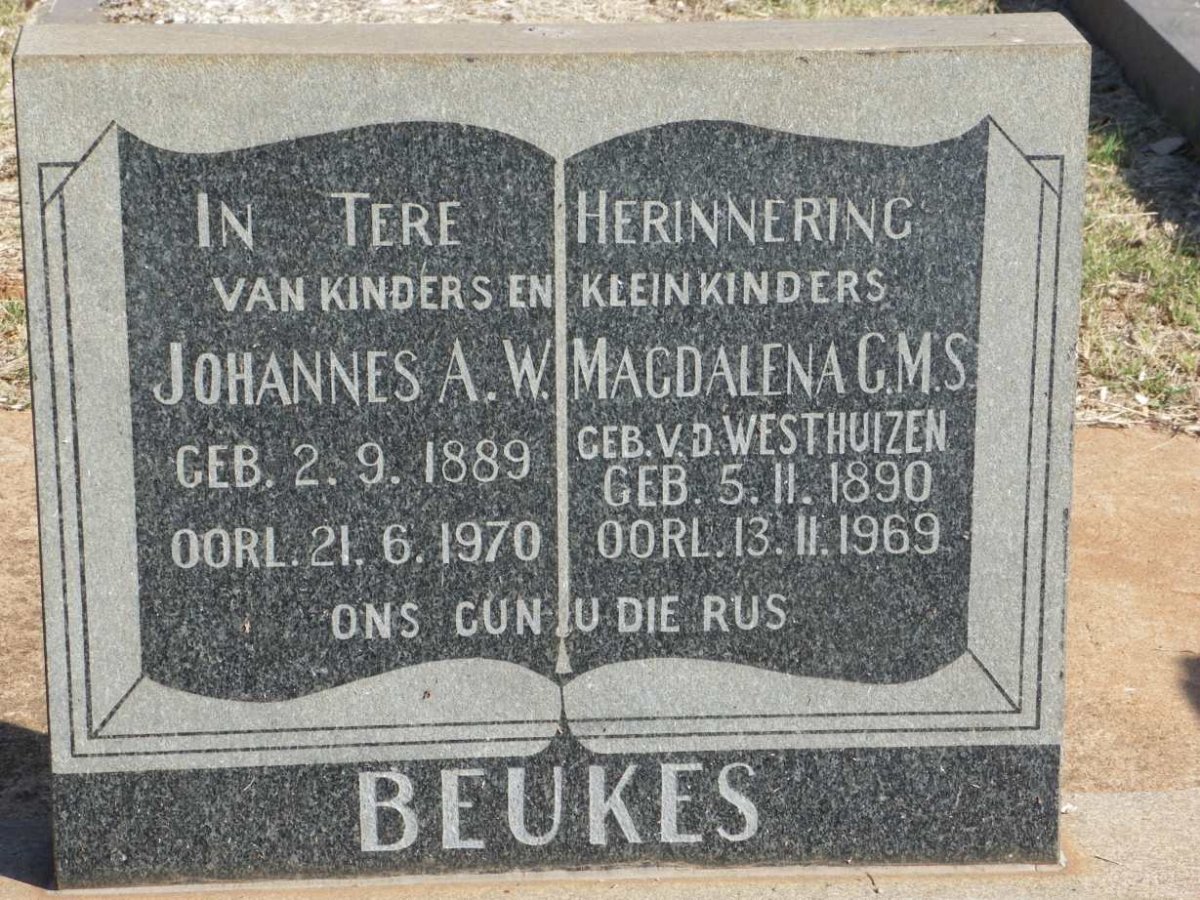 IN TERE HERINNERING
VAN KINDERS EN KLEINKINDERS
JOHANNES A. W.
GEB. 2. 9. 1889
OORL. 21. 6. 1970
MAGDALENA G.M.S.
GEB. V. D. WESTHUIZEN
GEB. 5. 11. 1890
OORL. 13. 11. 1969
ONS GUN U DIE RUS
BEUKES